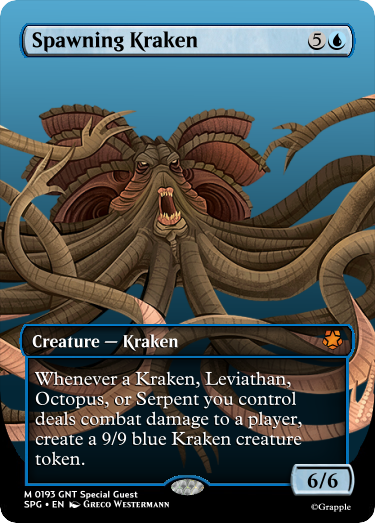 Spawning Kraken 5
Creature — Kraken
Whenever a Kraken, Leviathan,
Octopus, or Serpent you control
deals combat damage to a player,
create a 9/9 blue Kraken creature
token.
6/6
M 0193 GNT Special Guest
SPG • EN Greco Westermann
©Grapple